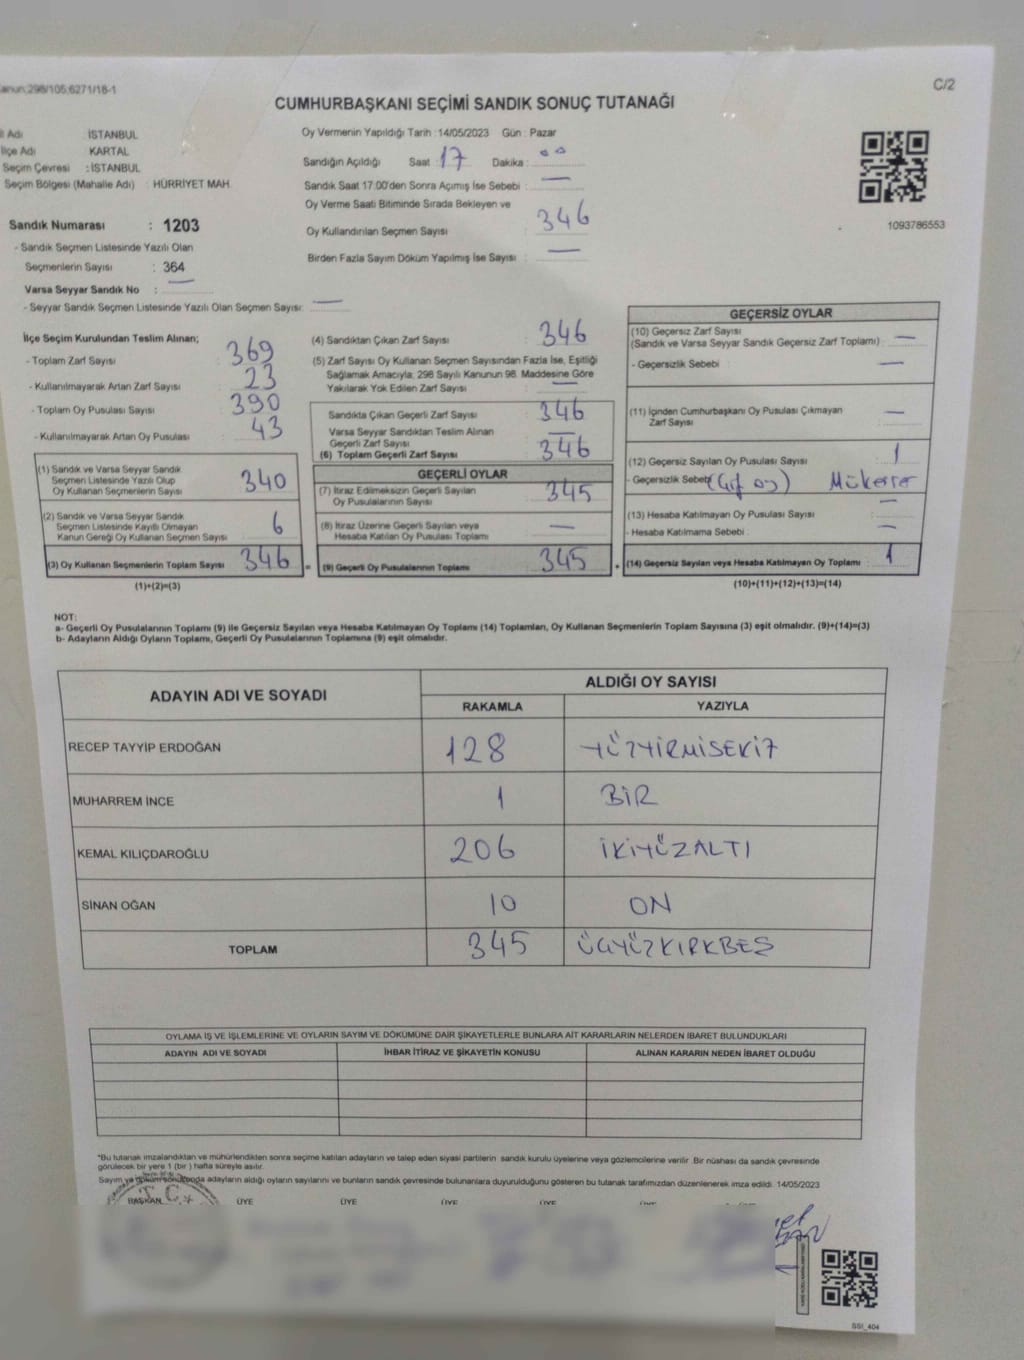 Kanun:298/105;6271/18-1
C/2
CUMHURBAŞKANI SEÇİMİ SANDIK SONUÇ TUTANAĞI
İl Adı İSTANBUL
İlçe Adı KARTAL
Seçim Çevresi : İSTANBUL
Seçim Bölgesi (Mahalle Adı) : HÜRRİYET MAH.
Sandık Numarası : 1203
- Sandık Seçmen Listesinde Yazılı Olan
Seçmenlerin Sayısı : 364
Varsa Seyyar Sandık No : —
- Seyyar Sandık Seçmen Listesinde Yazılı Olan Seçmen Sayısı: —
Oy Vermenin Yapıldığı Tarih : 14/05/2023 Gün : Pazar
Sandığın Açıldığı Saat : 17 Dakika : 00
Sandık Saat 17:00'den Sonra Açımış İse Sebebi : —
Oy Verme Saati Bitiminde Sırada Bekleyen ve
Oy Kullandırılan Seçmen Sayısı : 346
Birden Fazla Sayım Döküm Yapılmış İse Sayısı : —
1093786553
İlçe Seçim Kurulundan Teslim Alınan;
- Toplam Zarf Sayısı : 369
- Kullanılmayarak Artan Zarf Sayısı : 23
- Toplam Oy Pusulası Sayısı : 390
- Kullanılmayarak Artan Oy Pusulası : 43
(1) Sandık ve Varsa Seyyar Sandık
Seçmen Listesinde Yazılı Olup
Oy Kullanan Seçmenlerin Sayısı : 340
(2) Sandık ve Varsa Seyyar Sandık
Seçmen Listesinde Kayıtlı Olmayan
Kanun Gereği Oy Kullanan Seçmen Sayısı : 6
(3) Oy Kullanan Seçmenlerin Toplam Sayısı : 346
(1)+(2)=(3)
(4) Sandıktan Çıkan Zarf Sayısı : 346
(5) Zarf Sayısı Oy Kullanan Seçmen Sayısından Fazla İse, Eşitliği
Sağlamak Amacıyla; 298 Sayılı Kanunun 98. Maddesine Göre
Yakılarak Yok Edilen Zarf Sayısı : —
Sandıkta Çıkan Geçerli Zarf Sayısı : 346
Varsa Seyyar Sandıktan Teslim Alınan
Geçerli Zarf Sayısı : —
(6) Toplam Geçerli Zarf Sayısı : 346
GEÇERLİ OYLAR
(7) İtiraz Edilmeksizin Geçerli Sayılan
Oy Pusulasının Sayısı : 345
(8) İtiraz Üzerine Geçerli Sayılan veya
Hesaba Katılan Oy Pusulası Toplamı : —
= (9) Geçerli Oy Pusulalarının Toplamı : 345
GEÇERSİZ OYLAR
(10) Geçersiz Zarf Sayısı
(Sandık ve Varsa Seyyar Sandık Geçersiz Zarf Toplamı) : —
- Geçersizlik Sebebi : —
(11) İçinden Cumhurbaşkanı Oy Pusulası Çıkmayan
Zarf Sayısı : —
(12) Geçersiz Sayılan Oy Pusulası Sayısı : 1
- Geçersizlik Sebebi (Çift oy) Mükerrer
(13) Hesaba Katılmayan Oy Pusulası Sayısı : —
- Hesaba Katılmama Sebebi : —
+ (14) Geçersiz Sayılan veya Hesaba Katılmayan Oy Toplamı : 1
(10)+(11)+(12)+(13)=(14)
NOT:
a- Geçerli Oy Pusulalarının Toplamı (9) ile Geçersiz Sayılan veya Hesaba Katılmayan Oy Toplamı (14) Toplamları, Oy Kullanan Seçmenlerin Toplam Sayısına (3) eşit olmalıdır. (9)+(14)=(3)
b- Adayların Aldığı Oyların Toplamı, Geçerli Oy Pusulalarının Toplamına (9) eşit olmalıdır.
ADAYIN ADI VE SOYADI ALDIĞI OY SAYISI
RAKAMLA YAZIYLA
RECEP TAYYİP ERDOĞAN 128 YÜZYİRMİSEKİZ
MUHARREM İNCE 1 BİR
KEMAL KILIÇDAROĞLU 206 İKİYÜZALTI
SİNAN OĞAN 10 ON
TOPLAM 345 ÜÇYÜZKIRKBEŞ
OYLAMA İŞ VE İŞLEMLERİNE VE OYLARIN SAYIM VE DÖKÜMÜNE DAİR ŞİKAYETLERLE BUNLARA AİT KARARLARIN NELERDEN İBARET BULUNDUKLARI
ADAYIN ADI VE SOYADI İHBAR İTİRAZ VE ŞİKAYETİN KONUSU ALINAN KARARIN NEDEN İBARET OLDUĞU
*Bu tutanak imzalandıktan ve mühürlendikten sonra seçime katılan adayların ve talep eden siyasi partilerin sandık kurulu üyelerine veya gözlemcilerine verilir. Bir nüshası da sandık çevresinde
görülecek bir yere 1 (bir ) hafta süreyle asılır.
Sayım ve döküm sonucunda adayların aldığı oyların sayılarını ve bunların sandık çevresinde bulunanlara duyurulduğunu gösteren bu tutanak tarafımızdan düzenlenerek imza edildi. 14/05/2023
BAŞKAN ÜYE ÜYE ÜYE ÜYE ÜYE ÜYE
T.C.
SSI_404